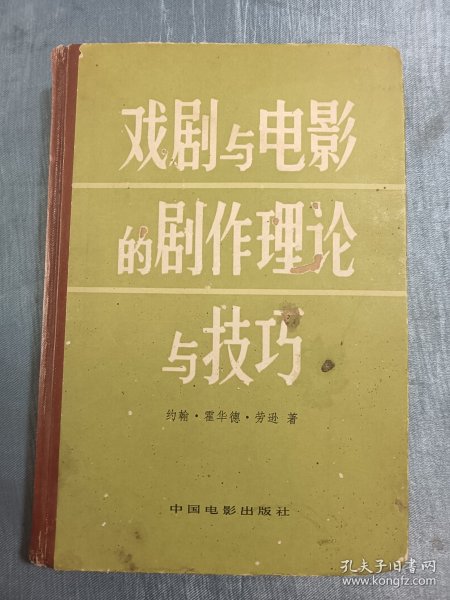 戏剧与电影
的剧作理论
与技巧
约翰·霍华德·劳逊 著
中国电影出版社
孔夫子旧书网
www.kongfz.com